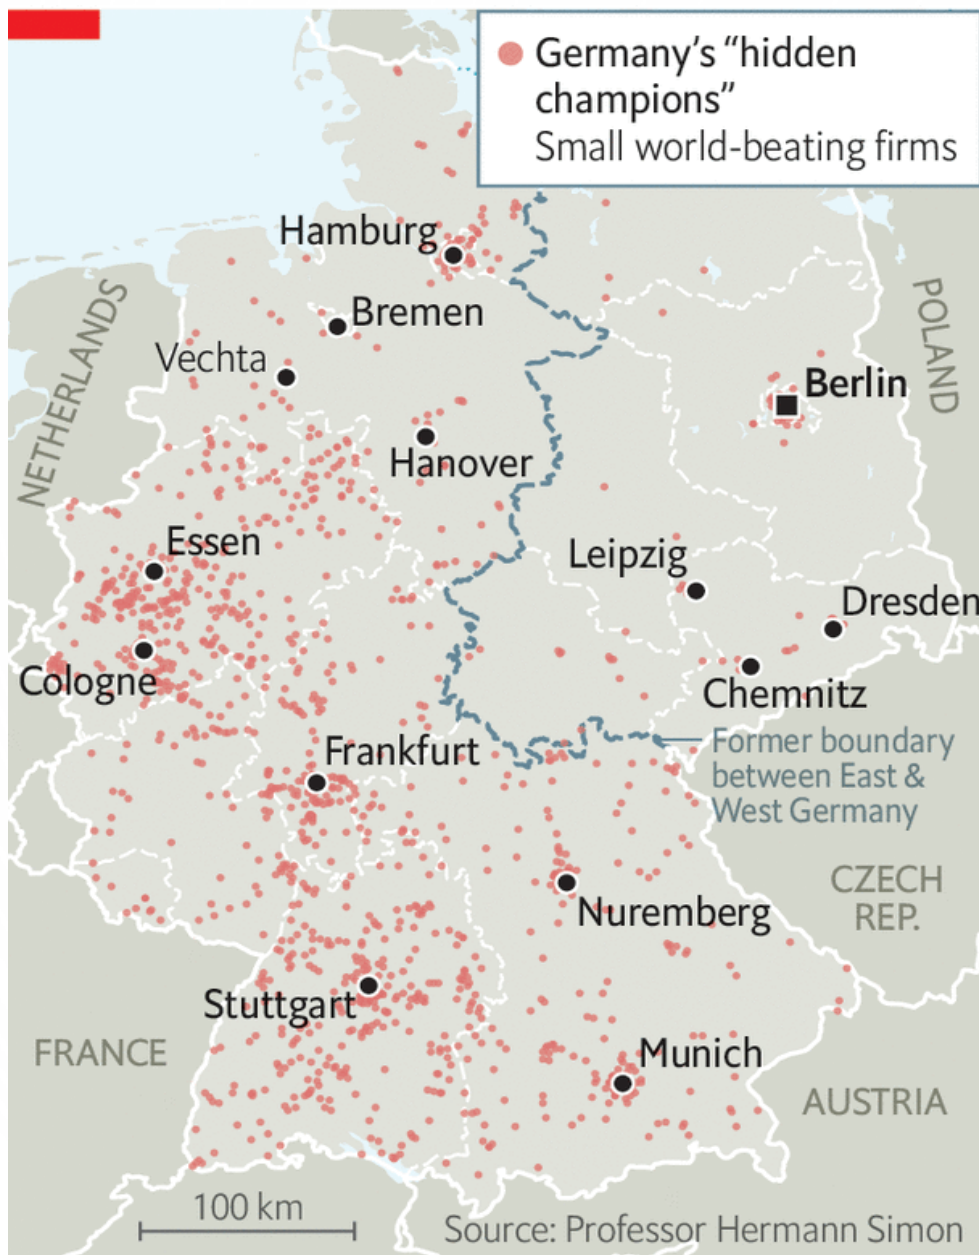 Germany's “hidden
champions”
Small world-beating firms
Hamburg
Bremen
Vechta
NETHERLANDS
POLAND
Berlin
Hanover
Essen
Leipzig
Dresden
Cologne
Chemnitz
Former boundary
between East &
West Germany
Frankfurt
CZECH
REP.
Nuremberg
Stuttgart
FRANCE
Munich
AUSTRIA
100 km
Source: Professor Hermann Simon